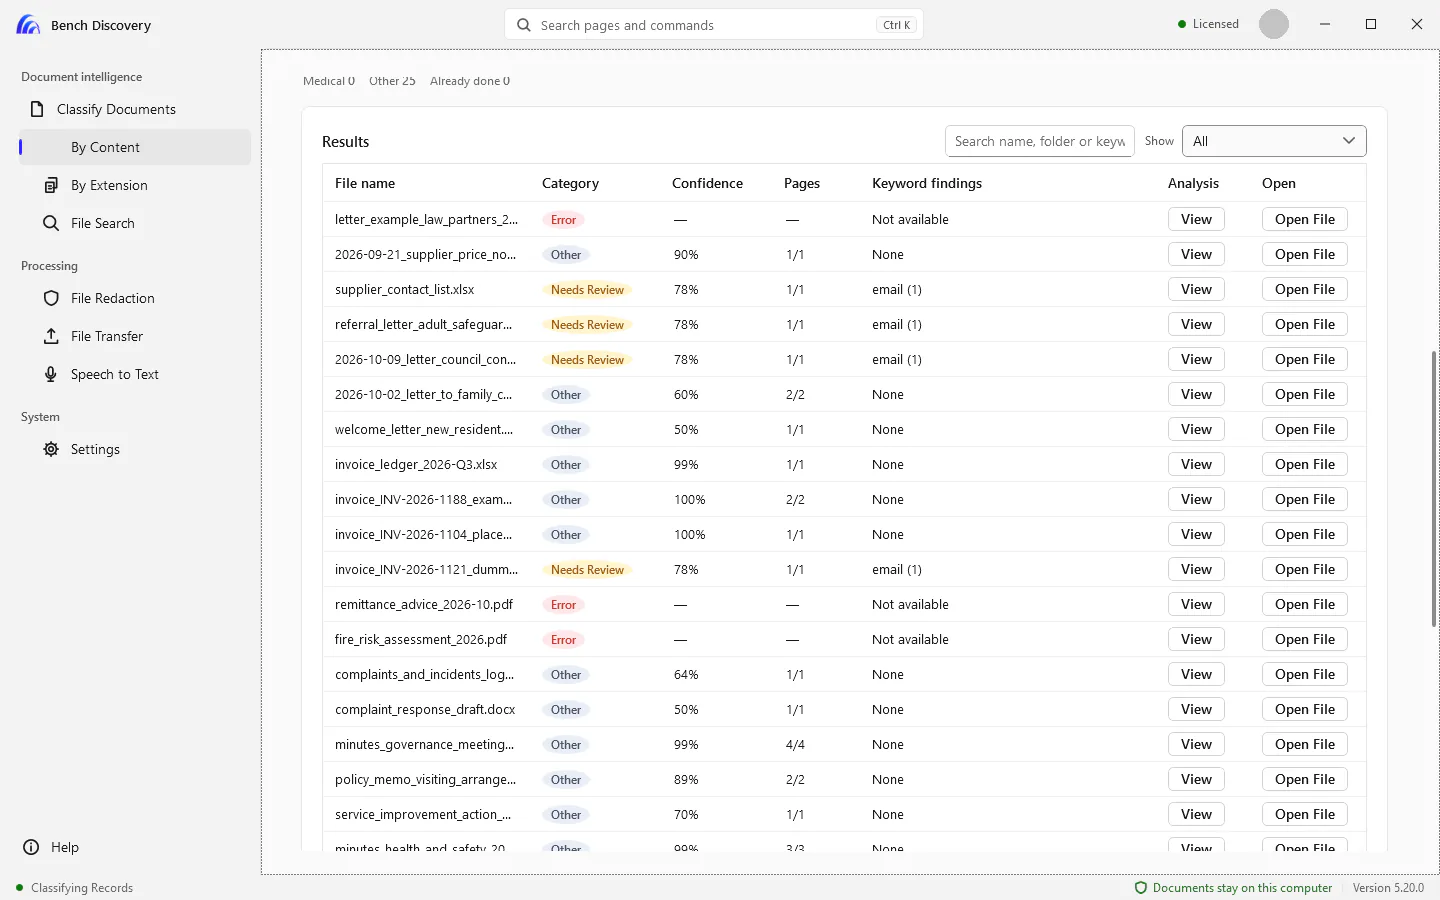 Bench Discovery
Search pages and commands
Ctrl K
Licensed
Document intelligence
Classify Documents
By Content
By Extension
File Search
Processing
File Redaction
File Transfer
Speech to Text
System
Settings
Help
Medical 0 Other 25 Already done 0
Results
Search name, folder or keyw
Show
All
File name Category Confidence Pages Keyword findings Analysis Open
letter_example_law_partners_2... Error — — Not available View Open File
2026-09-21_supplier_price_no... Other 90% 1/1 None View Open File
supplier_contact_list.xlsx Needs Review 78% 1/1 email (1) View Open File
referral_letter_adult_safeguar... Needs Review 78% 1/1 email (1) View Open File
2026-10-09_letter_council_con... Needs Review 78% 1/1 email (1) View Open File
2026-10-02_letter_to_family_c... Other 60% 2/2 None View Open File
welcome_letter_new_resident.... Other 50% 1/1 None View Open File
invoice_ledger_2026-Q3.xlsx Other 99% 1/1 None View Open File
invoice_INV-2026-1188_exam... Other 100% 2/2 None View Open File
invoice_INV-2026-1104_place... Other 100% 1/1 None View Open File
invoice_INV-2026-1121_dumm... Needs Review 78% 1/1 email (1) View Open File
remittance_advice_2026-10.pdf Error — — Not available View Open File
fire_risk_assessment_2026.pdf Error — — Not available View Open File
complaints_and_incidents_log... Other 64% 1/1 None View Open File
complaint_response_draft.docx Other 50% 1/1 None View Open File
minutes_governance_meeting... Other 99% 4/4 None View Open File
policy_memo_visiting_arrange... Other 89% 2/2 None View Open File
service_improvement_action_... Other 70% 1/1 None View Open File
minutes_health_and_safety_20... Other 99% 3/3 None View Open File
Classifying Records
Documents stay on this computer
Version 5.20.0